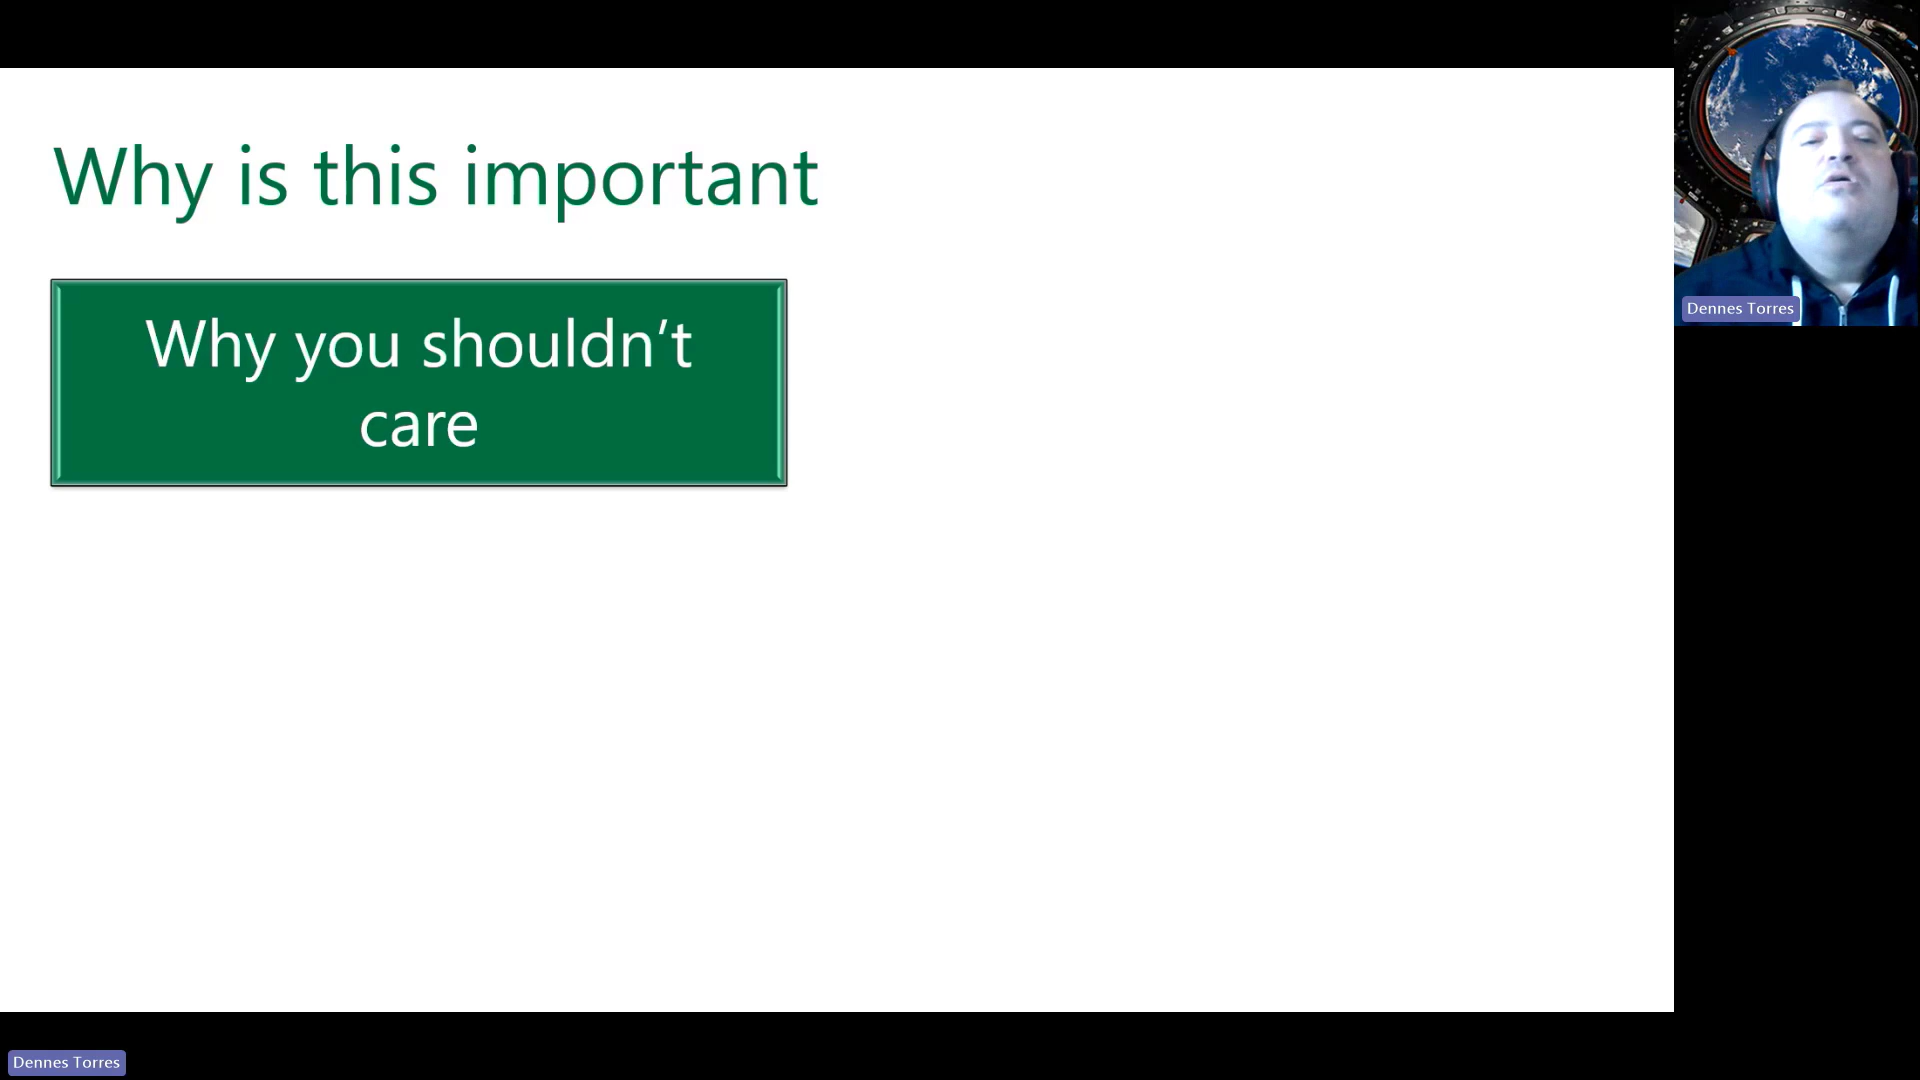 Why is this important
Why you shouldn’t
care
Dennes Torres
Dennes Torres